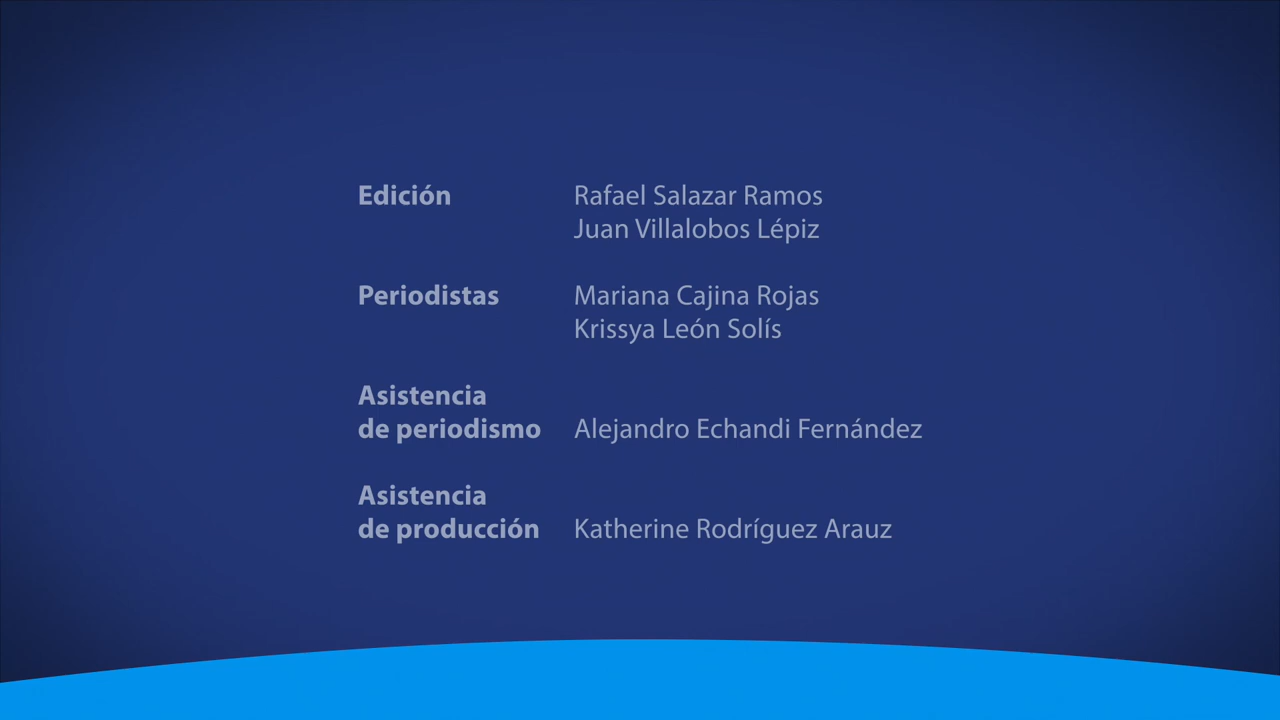 Edición Rafael Salazar Ramos
Juan Villalobos Lépiz
Periodistas Mariana Cajina Rojas
Krissya León Solís
Asistencia
de periodismo Alejandro Echandi Fernández
Asistencia
de producción Katherine Rodríguez Arauz